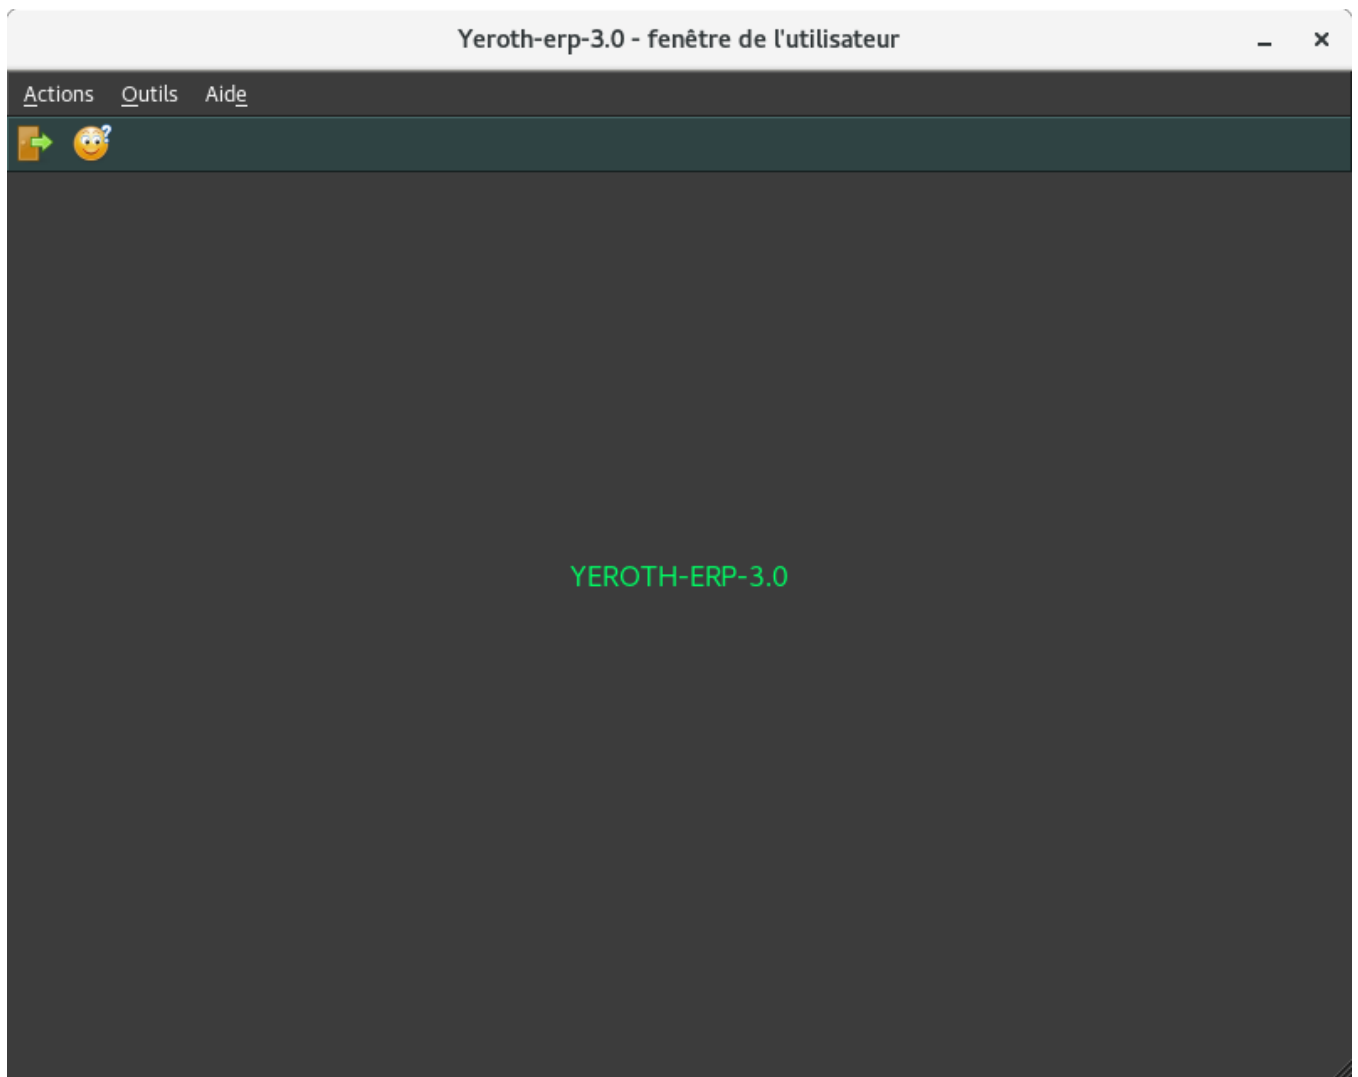 Yeroth-erp-3.0 - fenêtre de l'utilisateur
Actions Outils Aide
YEROTH-ERP-3.0